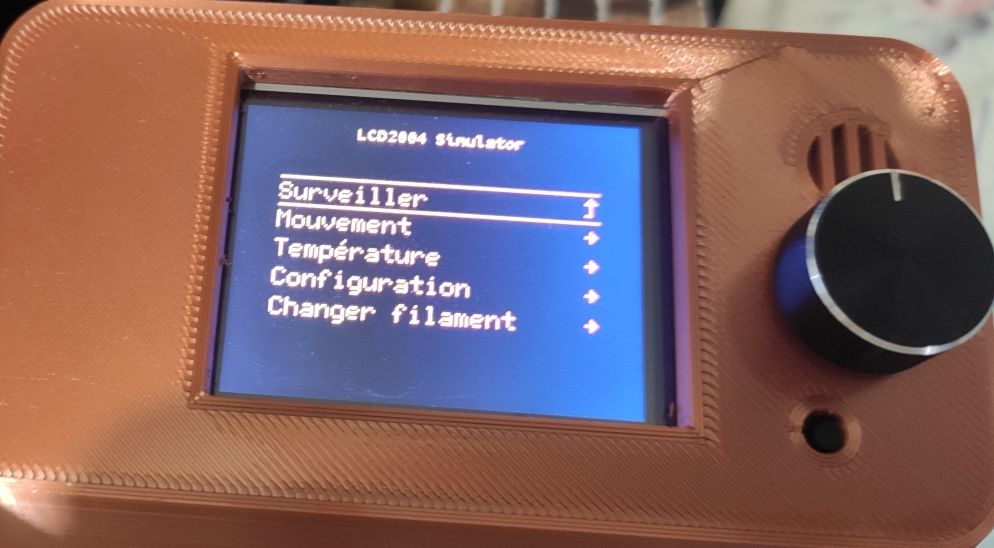 LCD2004 Simulator
Surveiller
Mouvement
Température
Configuration
Changer filament